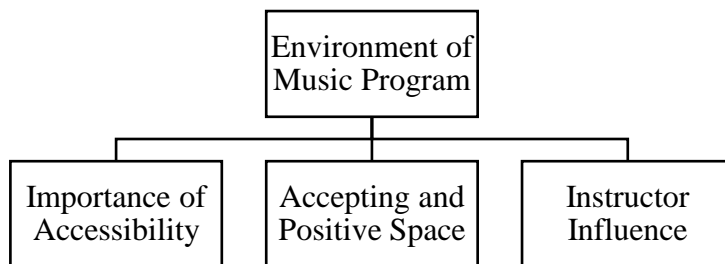 Environment of
Music Program
Importance of
Accessibility
Accepting and
Positive Space
Instructor
Influence